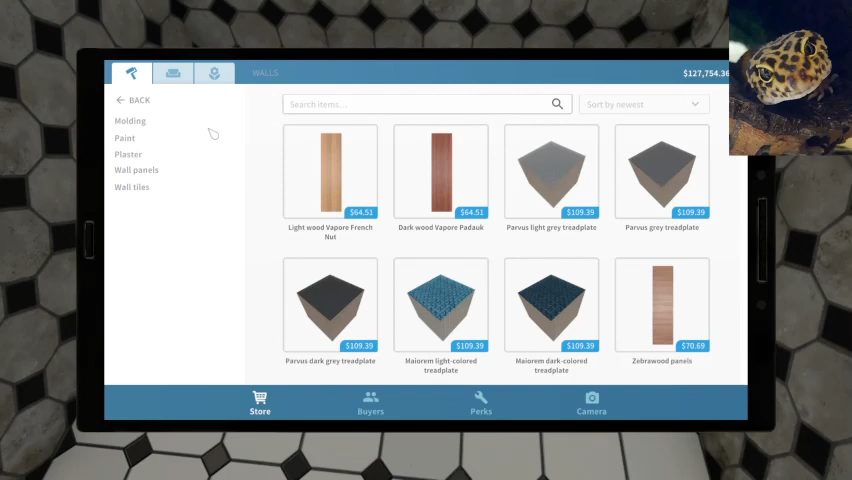 WALLS
$127,754.36
BACK
Molding
Paint
Plaster
Wall panels
Wall tiles
Search items...
Sort by newest
$64.51
$64.51
$109.39
$109.39
Light wood Vapore French
Nut
Dark wood Vapore Padauk
Parvus light grey treadplate
Parvus grey treadplate
$109.39
$109.39
$109.39
$70.69
Parvus dark grey treadplate
Maiorem light-colored
treadplate
Maiorem dark-colored
treadplate
Zebrawood panels
Store
Buyers
Perks
Camera